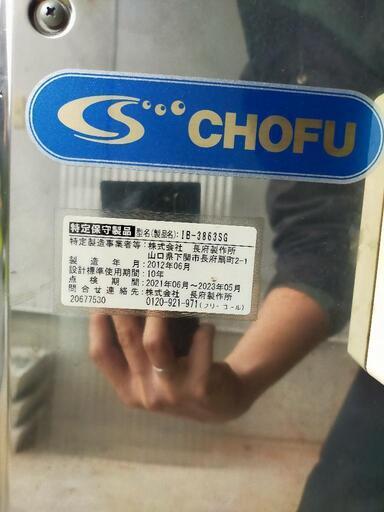 CHOFU
特定保守製品 型名(製品名):IB-3863SG
特定製造事業者等:株式会社 長府製作所
山口県下関市長府扇町2-1
製造年月:2012年06月
設計標準使用期間:10年
点検期間:2021年06月～2023年05月
問合せ連絡先:株式会社 長府製作所
20677530 0120-921-971(フリーコール)